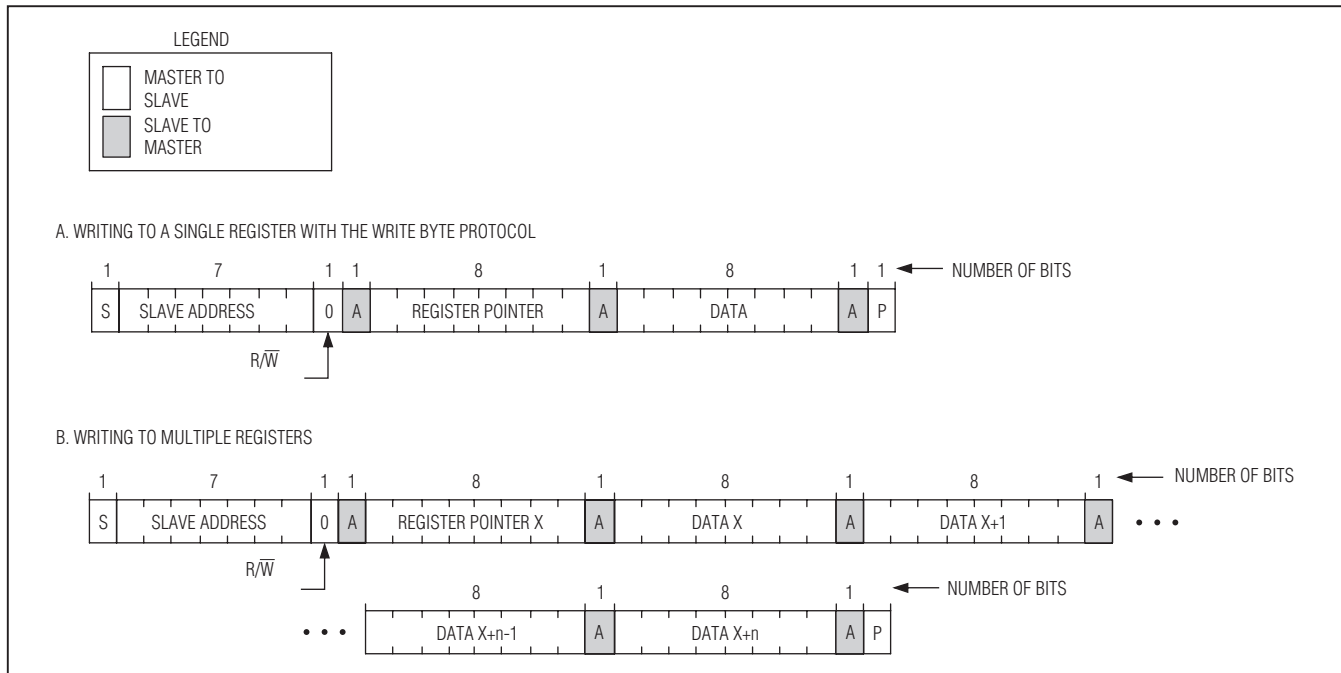 LEGEND
MASTER TO
SLAVE
SLAVE TO
MASTER
A. WRITING TO A SINGLE REGISTER WITH THE WRITE BYTE PROTOCOL
1 7 1 1 8 1 8 1 1 NUMBER OF BITS
S SLAVE ADDRESS 0 A REGISTER POINTER A DATA A P
R/W̅
B. WRITING TO MULTIPLE REGISTERS
1 7 1 1 8 1 8 1 8 1 NUMBER OF BITS
S SLAVE ADDRESS 0 A REGISTER POINTER X A DATA X A DATA X+1 A • • •
R/W̅
8 1 8 1 NUMBER OF BITS
• • • DATA X+n-1 A DATA X+n A P